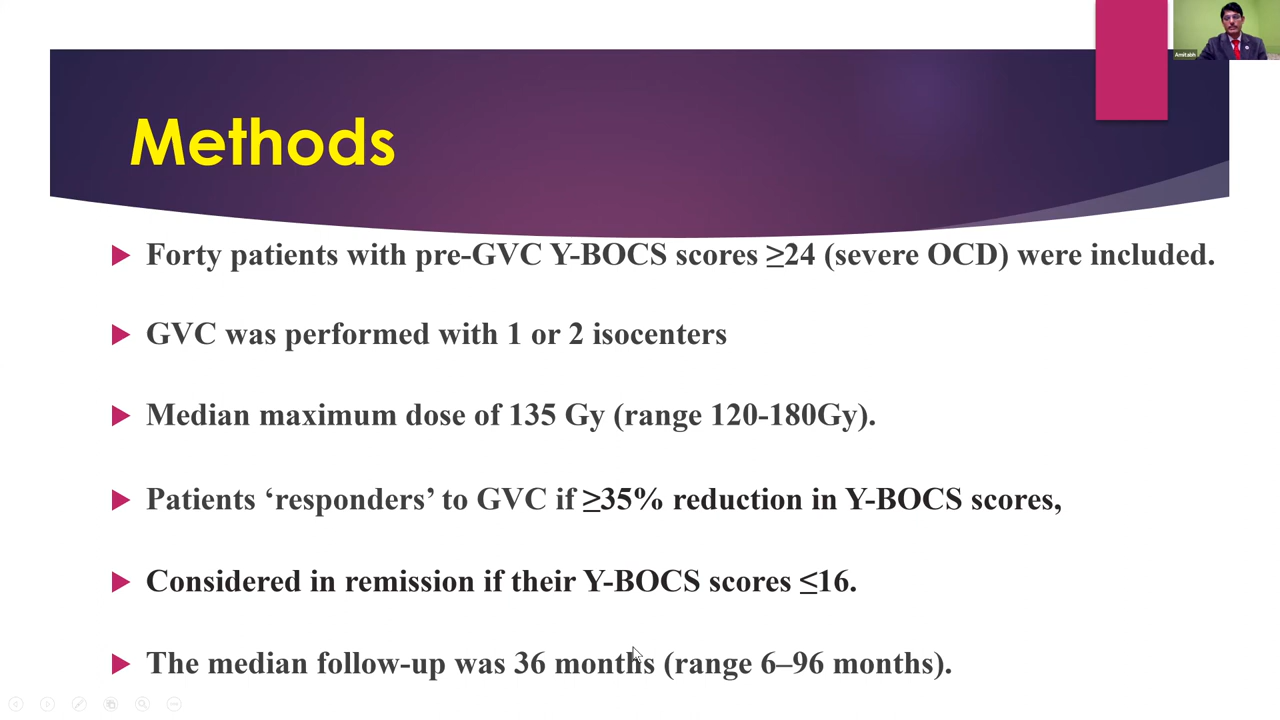 Amitabh
Methods
Forty patients with pre-GVC Y-BOCS scores ≥24 (severe OCD) were included.
GVC was performed with 1 or 2 isocenters
Median maximum dose of 135 Gy (range 120-180Gy).
Patients ‘responders’ to GVC if ≥35% reduction in Y-BOCS scores,
Considered in remission if their Y-BOCS scores ≤16.
The median follow-up was 36 months (range 6–96 months).